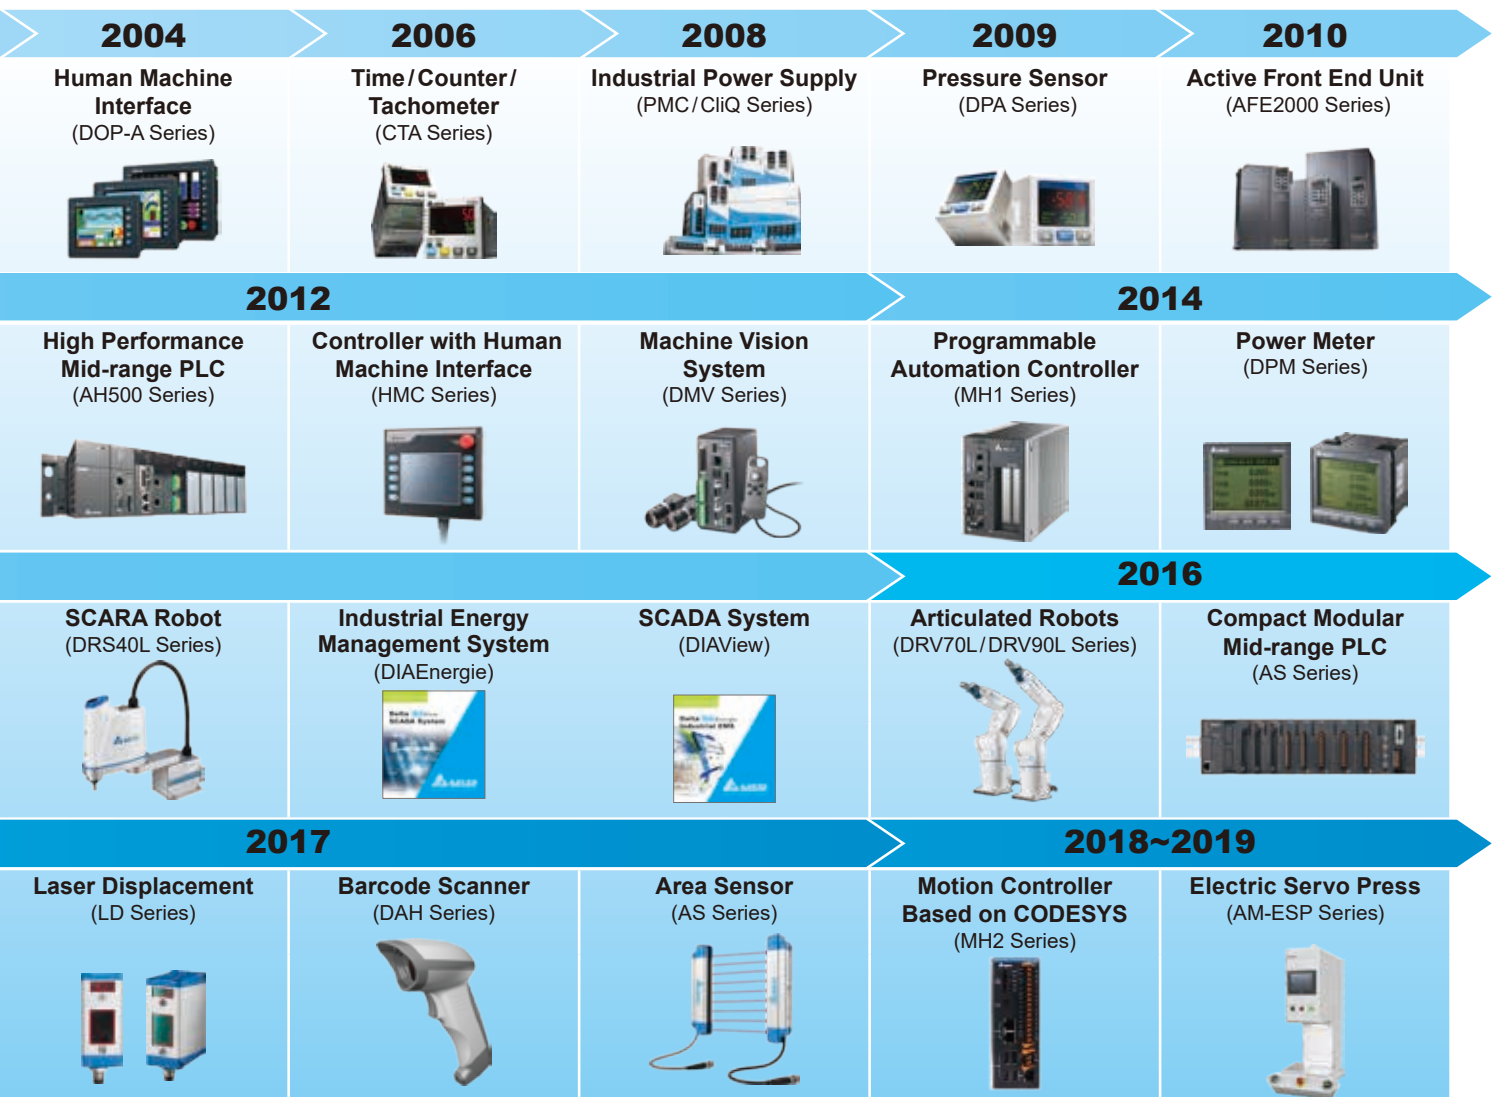 2004
2006
2008
2009
2010
Human Machine
Interface
(DOP-A Series)
Time/Counter/
Tachometer
(CTA Series)
Industrial Power Supply
(PMC/CliQ Series)
Pressure Sensor
(DPA Series)
Active Front End Unit
(AFE2000 Series)
2012
2014
High Performance
Mid-range PLC
(AH500 Series)
Controller with Human
Machine Interface
(HMC Series)
Machine Vision
System
(DMV Series)
Programmable
Automation Controller
(MH1 Series)
Power Meter
(DPM Series)
2016
SCARA Robot
(DRS40L Series)
Industrial Energy
Management System
(DIAEnergie)
Delta
SCADA System
SCADA System
(DIAView)
Delta
Industrial EMS
Articulated Robots
(DRV70L/DRV90L Series)
Compact Modular
Mid-range PLC
(AS Series)
2017
2018~2019
Laser Displacement
(LD Series)
Barcode Scanner
(DAH Series)
Area Sensor
(AS Series)
Motion Controller
Based on CODESYS
(MH2 Series)
Electric Servo Press
(AM-ESP Series)